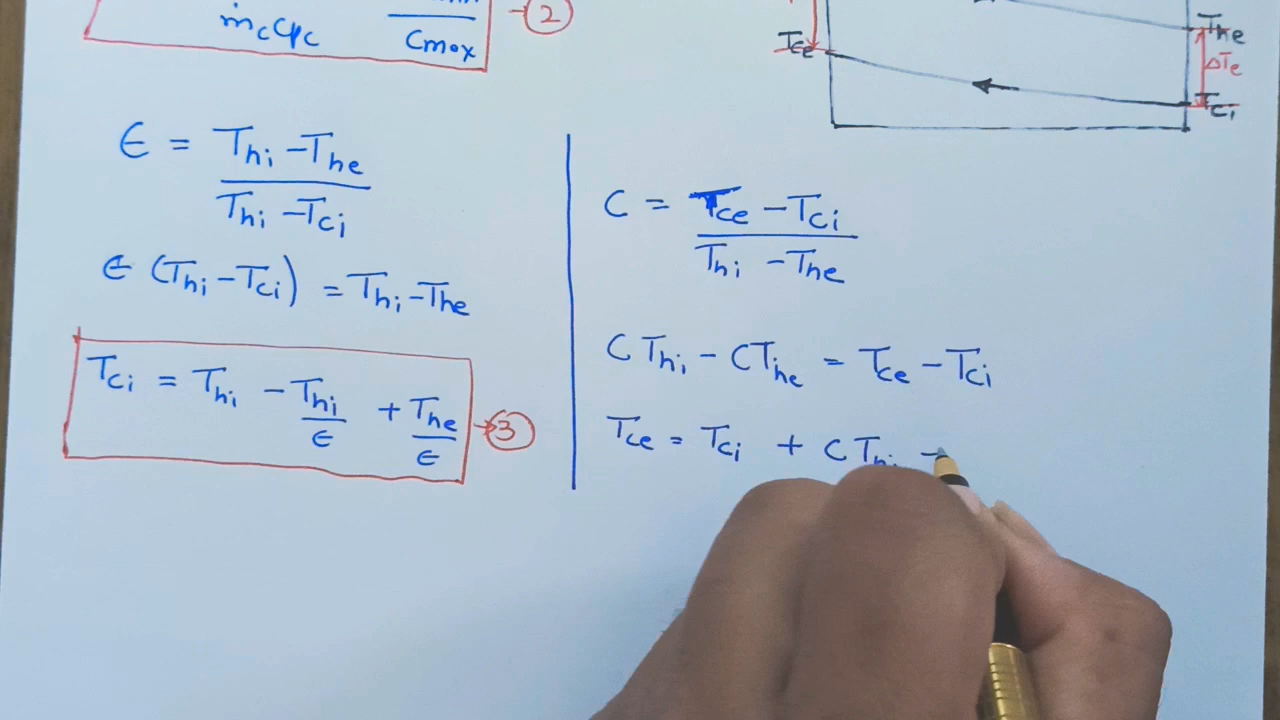 ṁcCpc Cmax - 2
Tce
The
ΔTe
Tci
ϵ = Thi - The
Thi - Tci
ϵ (Thi - Tci) = Thi - The
Tci = Thi - Thi/ϵ + The/ϵ → 3
C = Tce - Tci
Thi - The
CThi - CThe = Tce - Tci
Tce = Tci + CThi -